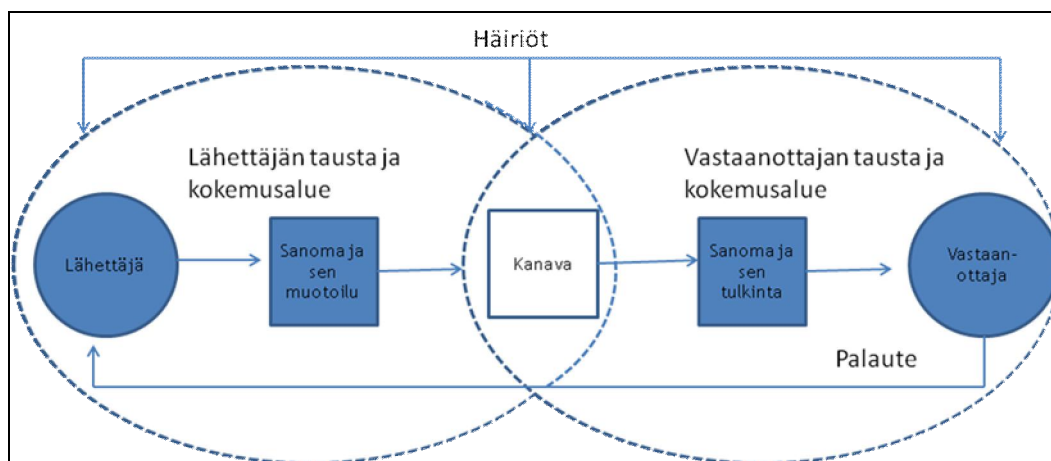 Häiriöt
Lähettäjän tausta ja
kokemusalue
Vastaanottajan tausta ja
kokemusalue
Lähettäjä
Sanoma ja
sen
muotoilu
Kanava
Sanoma ja
sen
tulkinta
Vastaan-
ottaja
Palaute